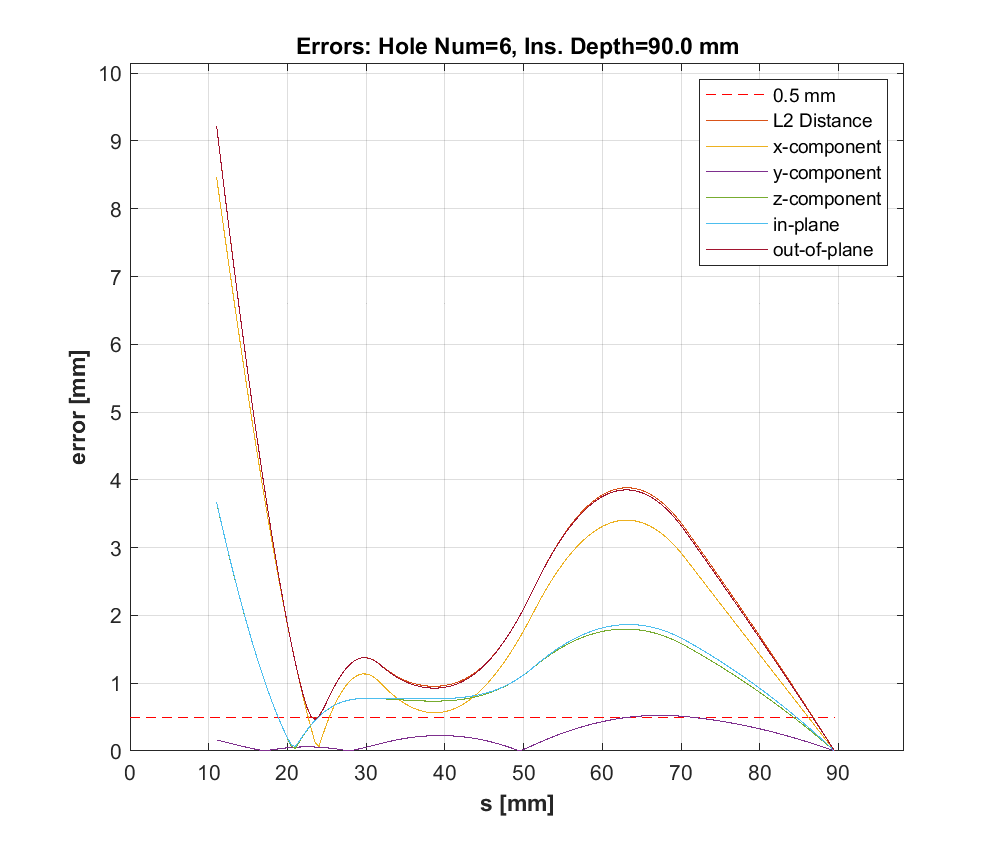 Errors: Hole Num=6, Ins. Depth=90.0 mm
10
9
8
7
6
5
4
3
2
1
0
error [mm]
0.5 mm
L2 Distance
x-component
y-component
z-component
in-plane
out-of-plane
0 10 20 30 40 50 60 70 80 90
s [mm]